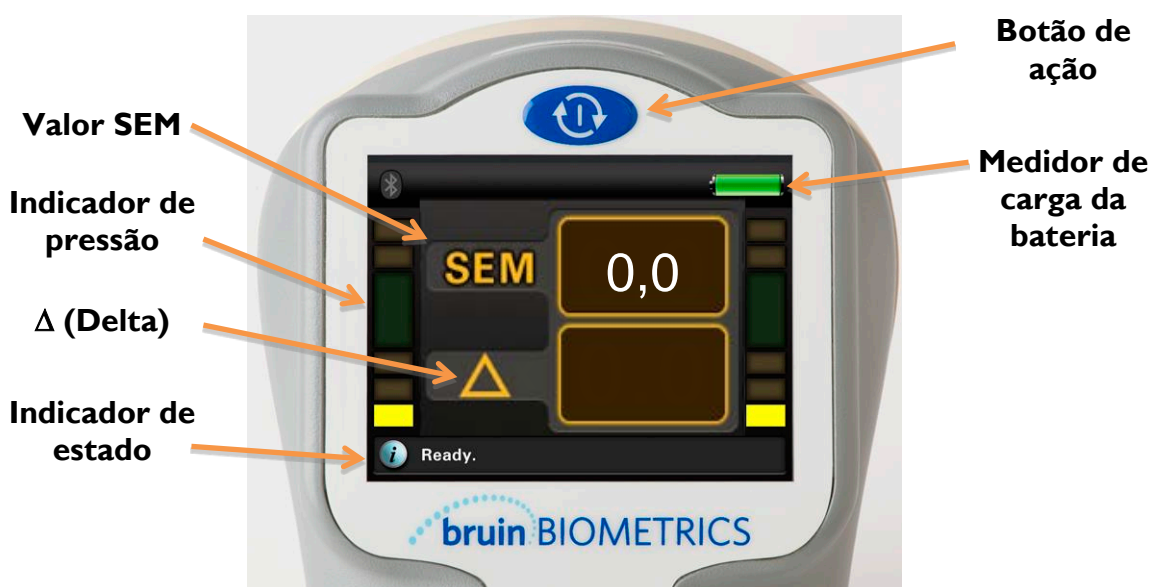 Botão de
ação
Valor SEM
Medidor de
carga da
bateria
Indicador de
pressão
SEM
0,0
Δ (Delta)
Δ
Indicador de
estado
i Ready.
bruin BIOMETRICS